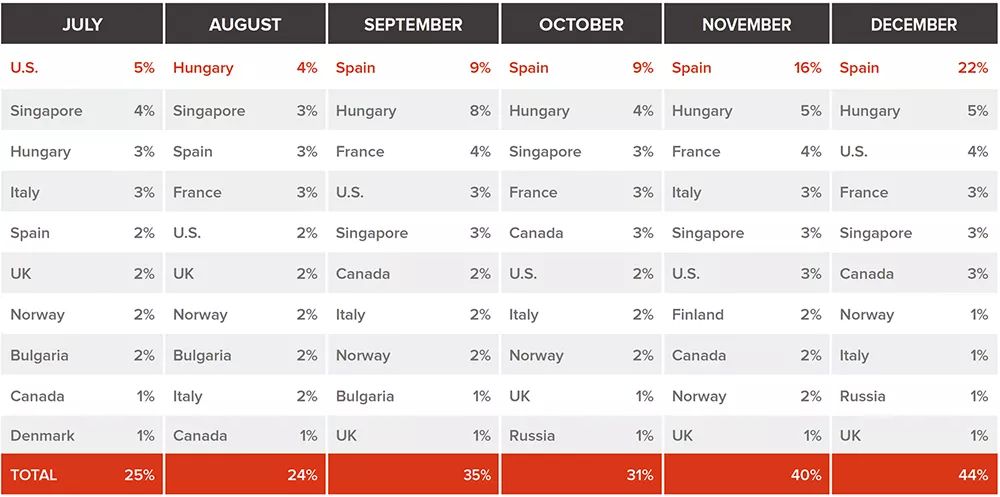 JULY AUGUST SEPTEMBER OCTOBER NOVEMBER DECEMBER
U.S. 5% Hungary 4% Spain 9% Spain 9% Spain 16% Spain 22%
Singapore 4% Singapore 3% Hungary 8% Hungary 4% Hungary 5% Hungary 5%
Hungary 3% Spain 3% France 4% Singapore 3% France 4% U.S. 4%
Italy 3% France 3% U.S. 3% France 3% Italy 3% France 3%
Spain 2% U.S. 2% Singapore 3% Canada 3% Singapore 3% Singapore 3%
UK 2% UK 2% Canada 2% U.S. 2% U.S. 3% Canada 3%
Norway 2% Norway 2% Italy 2% Italy 2% Finland 2% Norway 1%
Bulgaria 2% Bulgaria 2% Norway 2% Norway 2% Canada 2% Italy 1%
Canada 1% Italy 2% Bulgaria 1% UK 1% Norway 2% Russia 1%
Denmark 1% Canada 1% UK 1% Russia 1% UK 1% UK 1%
TOTAL 25% 24% 35% 31% 40% 44%